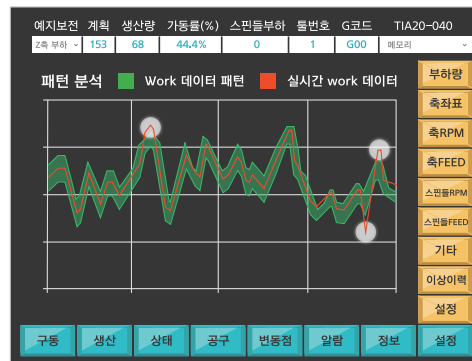 예지보전 계획 생산량 가동률(%) 스핀들부하 툴번호 G코드 TIA20-040
Z축 부하 153 68 44.4% 0 1 G00 메모리
패턴 분석 Work 데이터 패턴 실시간 work 데이터
부하량
축좌표
축RPM
축FEED
스핀들RPM
스핀들FEED
기타
이상이력
설정
구동 생산 상태 공구 변동점 알람 정보 설정